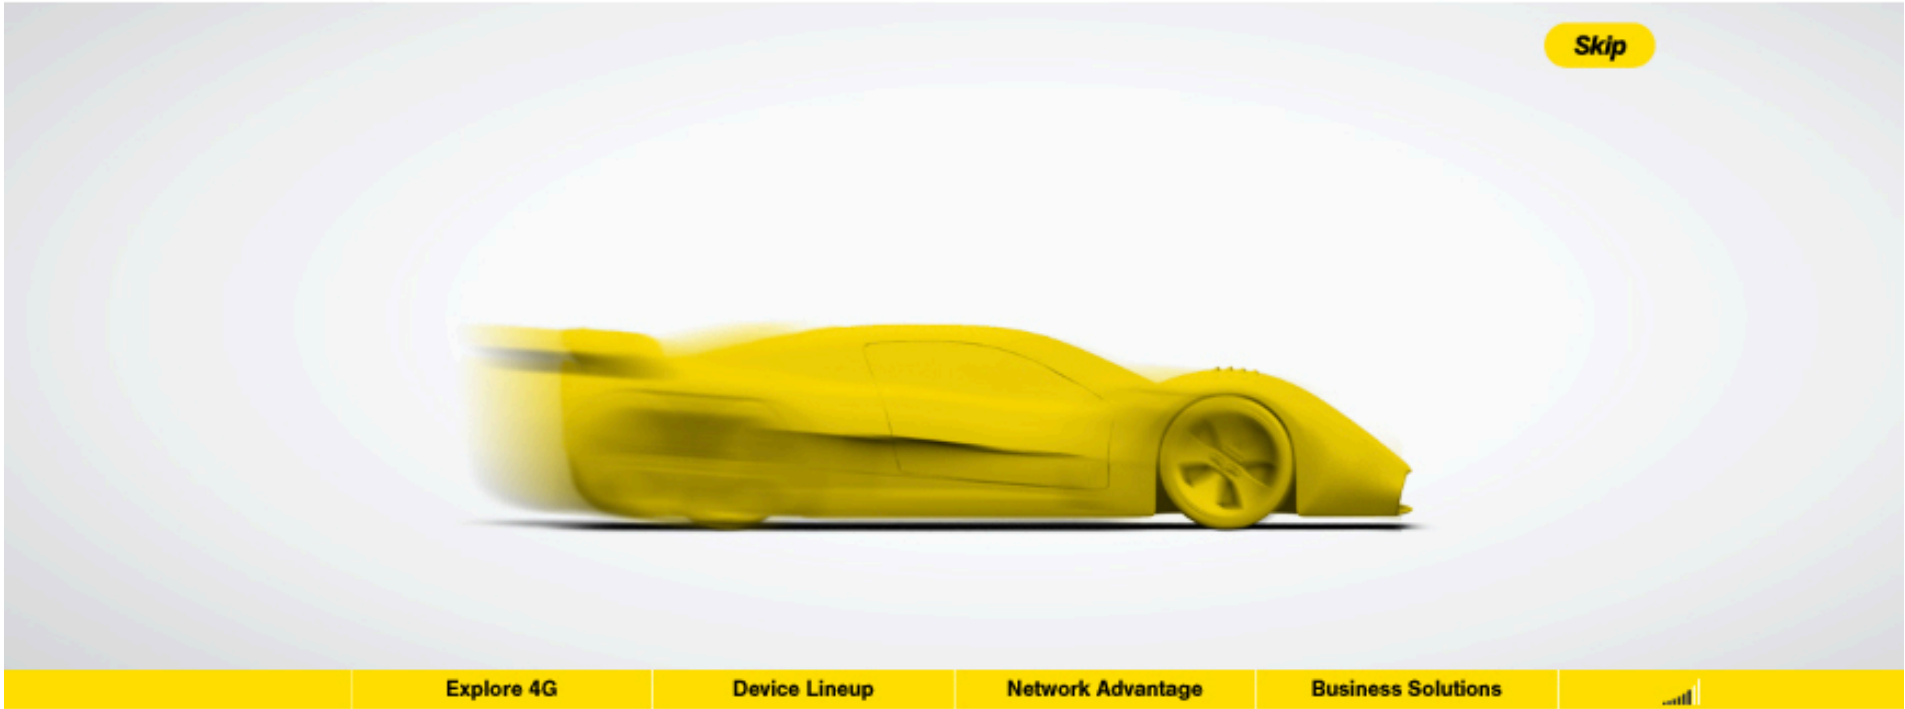 Skip
Explore 4G
Device Lineup
Network Advantage
Business Solutions